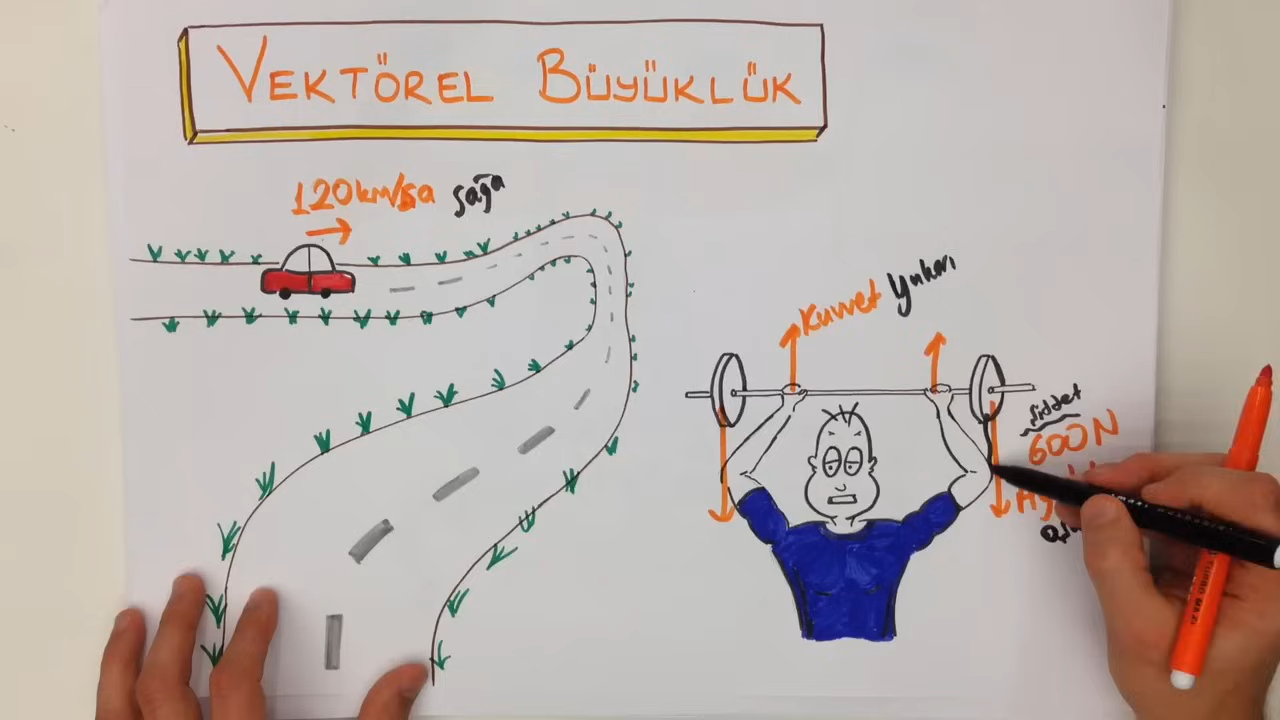 VEKTÖREL BÜYÜKLÜK
120km/sa sağa
Kuvvet yukarı
şiddet
600N